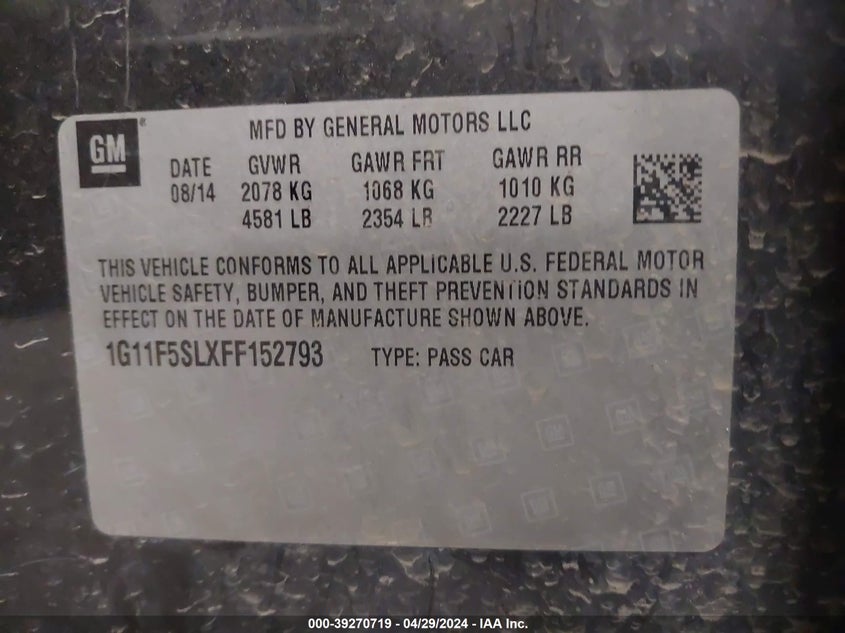 GM®
MFD BY GENERAL MOTORS LLC
DATE GVWR GAWR FRT GAWR RR
08/14 2078 KG 1068 KG 1010 KG
4581 LB 2354 LB 2227 LB
THIS VEHICLE CONFORMS TO ALL APPLICABLE U.S. FEDERAL MOTOR
VEHICLE SAFETY, BUMPER, AND THEFT PREVENTION STANDARDS IN
EFFECT ON THE DATE OF MANUFACTURE SHOWN ABOVE.
1G11F5SLXFF152793 TYPE: PASS CAR
000-39270719 - 04/29/2024 - IAA Inc.